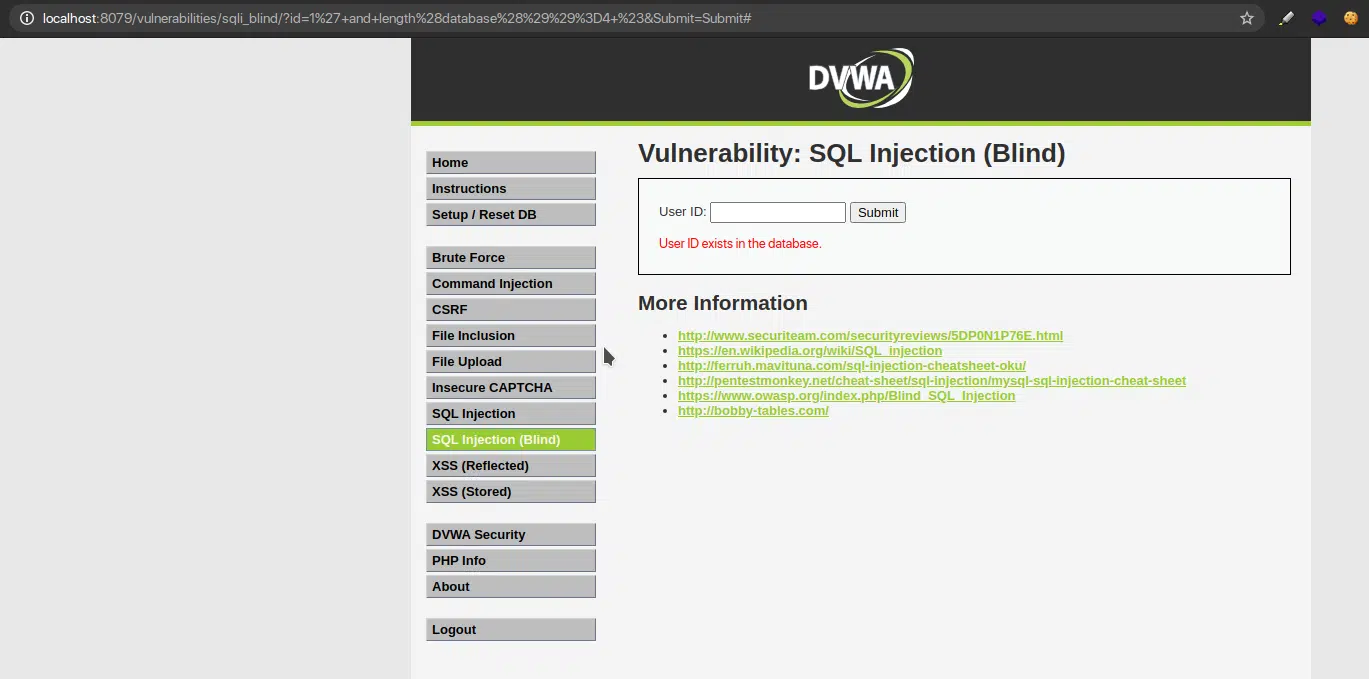 localhost:8079/vulnerabilities/sqli_blind/?id=1%27+and+length%28database%28%29%29%3D4+%23&Submit=Submit#
DVWA
Home
Instructions
Setup / Reset DB
Brute Force
Command Injection
CSRF
File Inclusion
File Upload
Insecure CAPTCHA
SQL Injection
SQL Injection (Blind)
XSS (Reflected)
XSS (Stored)
DVWA Security
PHP Info
About
Logout
Vulnerability: SQL Injection (Blind)
User ID: Submit
User ID exists in the database.
More Information
http://www.securiteam.com/securityreviews/5DP0N1P76E.html
https://en.wikipedia.org/wiki/SQL_injection
http://ferruh.mavituna.com/sql-injection-cheatsheet-oku/
http://pentestmonkey.net/cheat-sheet/sql-injection/mysql-sql-injection-cheat-sheet
https://www.owasp.org/index.php/Blind_SQL_Injection
http://bobby-tables.com/